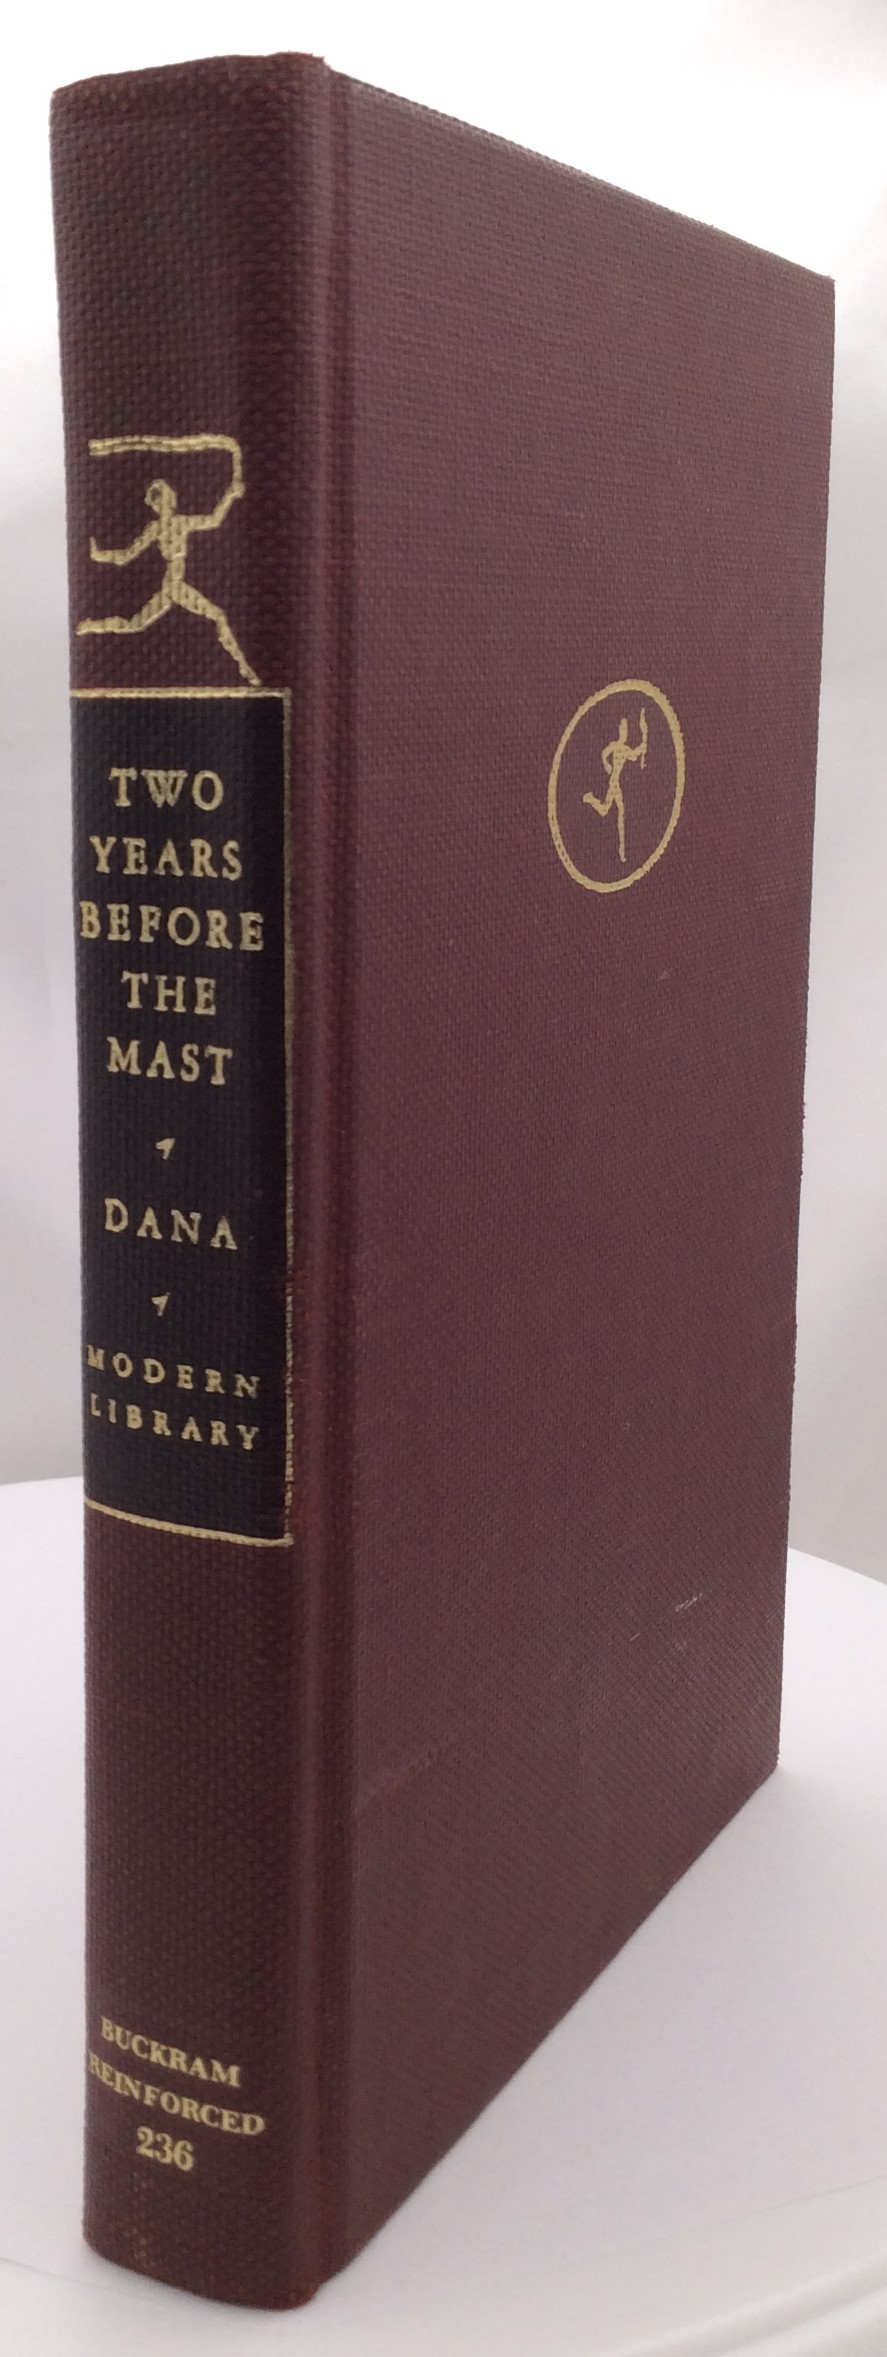 TWO
YEARS
BEFORE
THE
MAST
DANA
MODERN
LIBRARY
BUCKRAM
REINFORCED
236